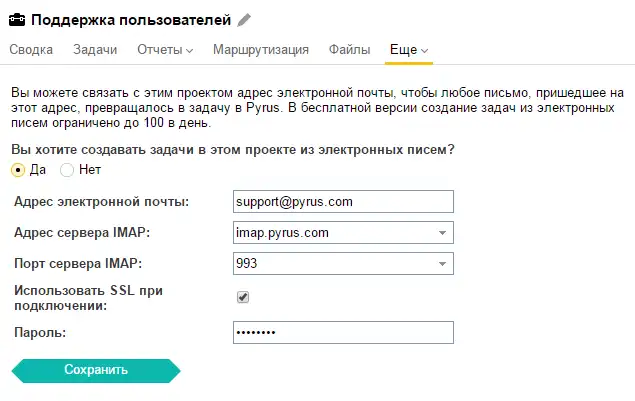 Поддержка пользователей
Сводка Задачи Отчеты Маршрутизация Файлы Еще
Вы можете связать с этим проектом адрес электронной почты, чтобы любое письмо, пришедшее на
этот адрес, превращалось в задачу в Pyrus. В бесплатной версии создание задач из электронных
писем ограничено до 100 в день.
Вы хотите создавать задачи в этом проекте из электронных писем?
Да Нет
Адрес электронной почты: support@pyrus.com
Адрес сервера IMAP: imap.pyrus.com
Порт сервера IMAP: 993
Использовать SSL при
подключении:
Пароль: ••••••••
Сохранить